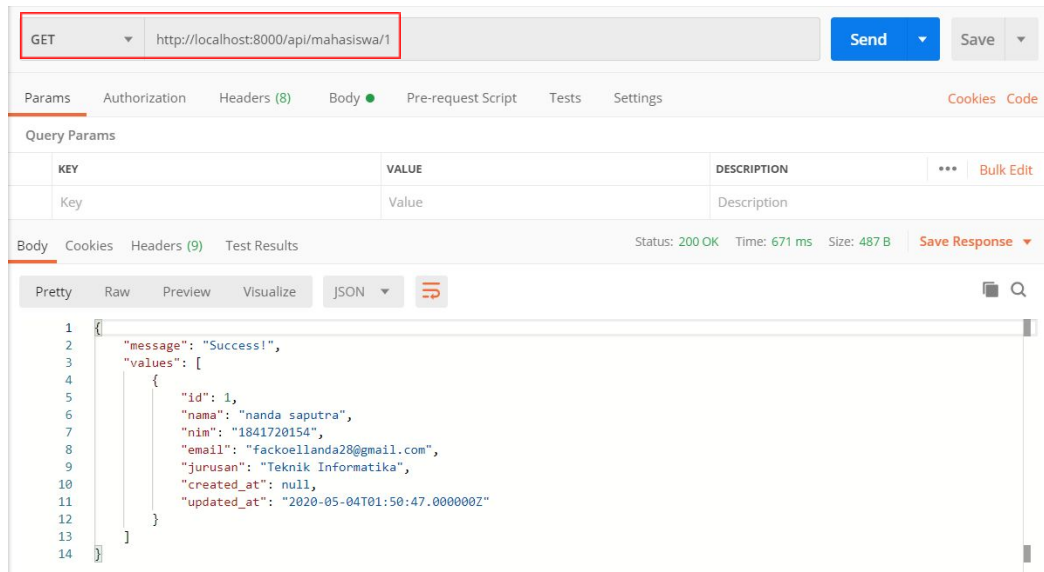 GET http://localhost:8000/api/mahasiswa/1 Send Save
Params Authorization Headers (8) Body Pre-request Script Tests Settings Cookies Code
Query Params
KEY VALUE DESCRIPTION ••• Bulk Edit
Key Value Description
Body Cookies Headers (9) Test Results Status: 200 OK Time: 671 ms Size: 487 B Save Response
Pretty Raw Preview Visualize JSON
1 {
2 "message": "Success!",
3 "values": [
4 {
5 "id": 1,
6 "nama": "nanda saputra",
7 "nim": "1841720154",
8 "email": "fackoellanda28@gmail.com",
9 "jurusan": "Teknik Informatika",
10 "created_at": null,
11 "updated_at": "2020-05-04T01:50:47.000000Z"
12 }
13 ]
14 }